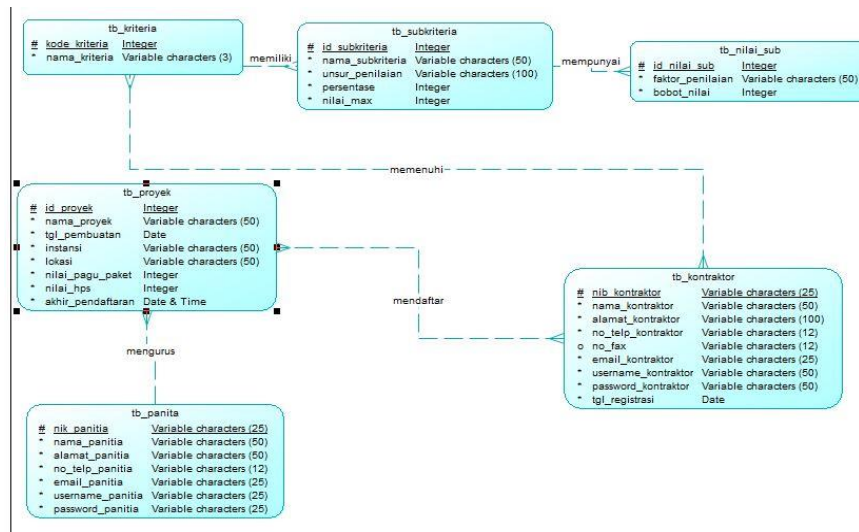 tb_kriteria
# kode_kriteria Integer
* nama_kriteria Variable characters (3)
memiliki
tb_subkriteria
# id_subkriteria Integer
* nama_subkriteria Variable characters (50)
* unsur_penilaian Variable characters (100)
* persentase Integer
* nilai_max Integer
mempunyai
tb_nilai_sub
# id_nilai_sub Integer
* faktor_penilaian Variable characters (50)
* bobot_nilai Integer
memenuhi
tb_proyek
# id_proyek Integer
* nama_proyek Variable characters (50)
* tgl_pembuatan Date
* instansi Variable characters (50)
* lokasi Variable characters (50)
* nilai_pagu_paket Integer
* nilai_hps Integer
* akhir_pendaftaran Date & Time
mendaftar
tb_kontraktor
# nib_kontraktor Variable characters (25)
* nama_kontraktor Variable characters (50)
* alamat_kontraktor Variable characters (100)
* no_telp_kontraktor Variable characters (12)
o no_fax Variable characters (12)
* email_kontraktor Variable characters (25)
* username_kontraktor Variable characters (50)
* password_kontraktor Variable characters (50)
* tgl_registrasi Date
mengurus
tb_panita
# nik_panitia Variable characters (25)
* nama_panitia Variable characters (50)
* alamat_panitia Variable characters (50)
* no_telp_panitia Variable characters (12)
* email_panitia Variable characters (25)
* username_panitia Variable characters (25)
* password_panitia Variable characters (25)